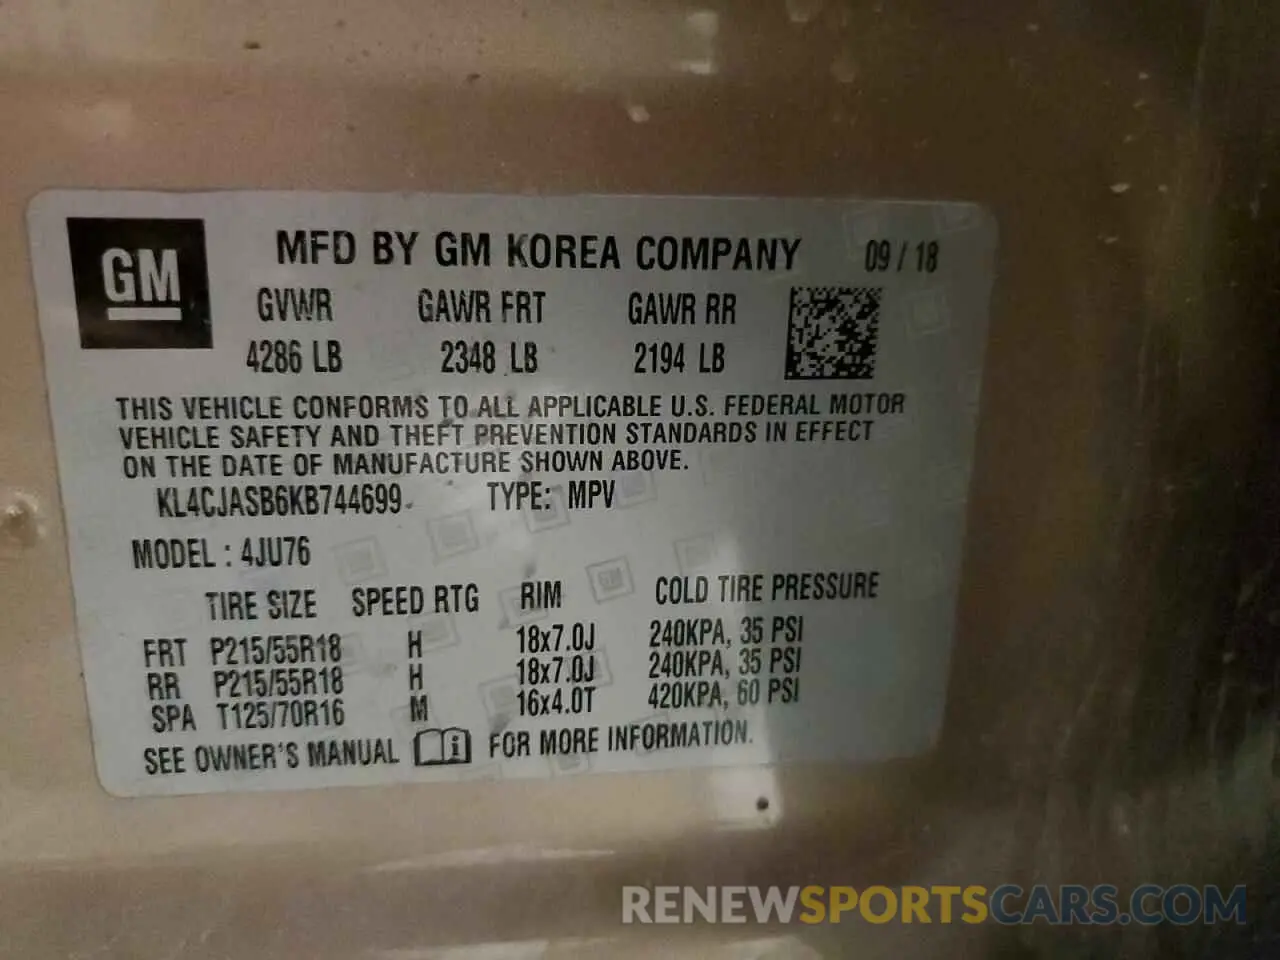 GM
MFD BY GM KOREA COMPANY 09 / 18
GVWR GAWR FRT GAWR RR
4286 LB 2348 LB 2194 LB
THIS VEHICLE CONFORMS TO ALL APPLICABLE U.S. FEDERAL MOTOR
VEHICLE SAFETY AND THEFT PREVENTION STANDARDS IN EFFECT
ON THE DATE OF MANUFACTURE SHOWN ABOVE.
KL4CJASB6KB744699 TYPE: MPV
MODEL : 4JU76
TIRE SIZE SPEED RTG RIM COLD TIRE PRESSURE
FRT P215/55R18 H 18x7.0J 240KPA, 35 PSI
RR P215/55R18 H 18x7.0J 240KPA, 35 PSI
SPA T125/70R16 M 16x4.0T 420KPA, 60 PSI
SEE OWNER'S MANUAL FOR MORE INFORMATION.
RENEWSPORTSCARS.COM